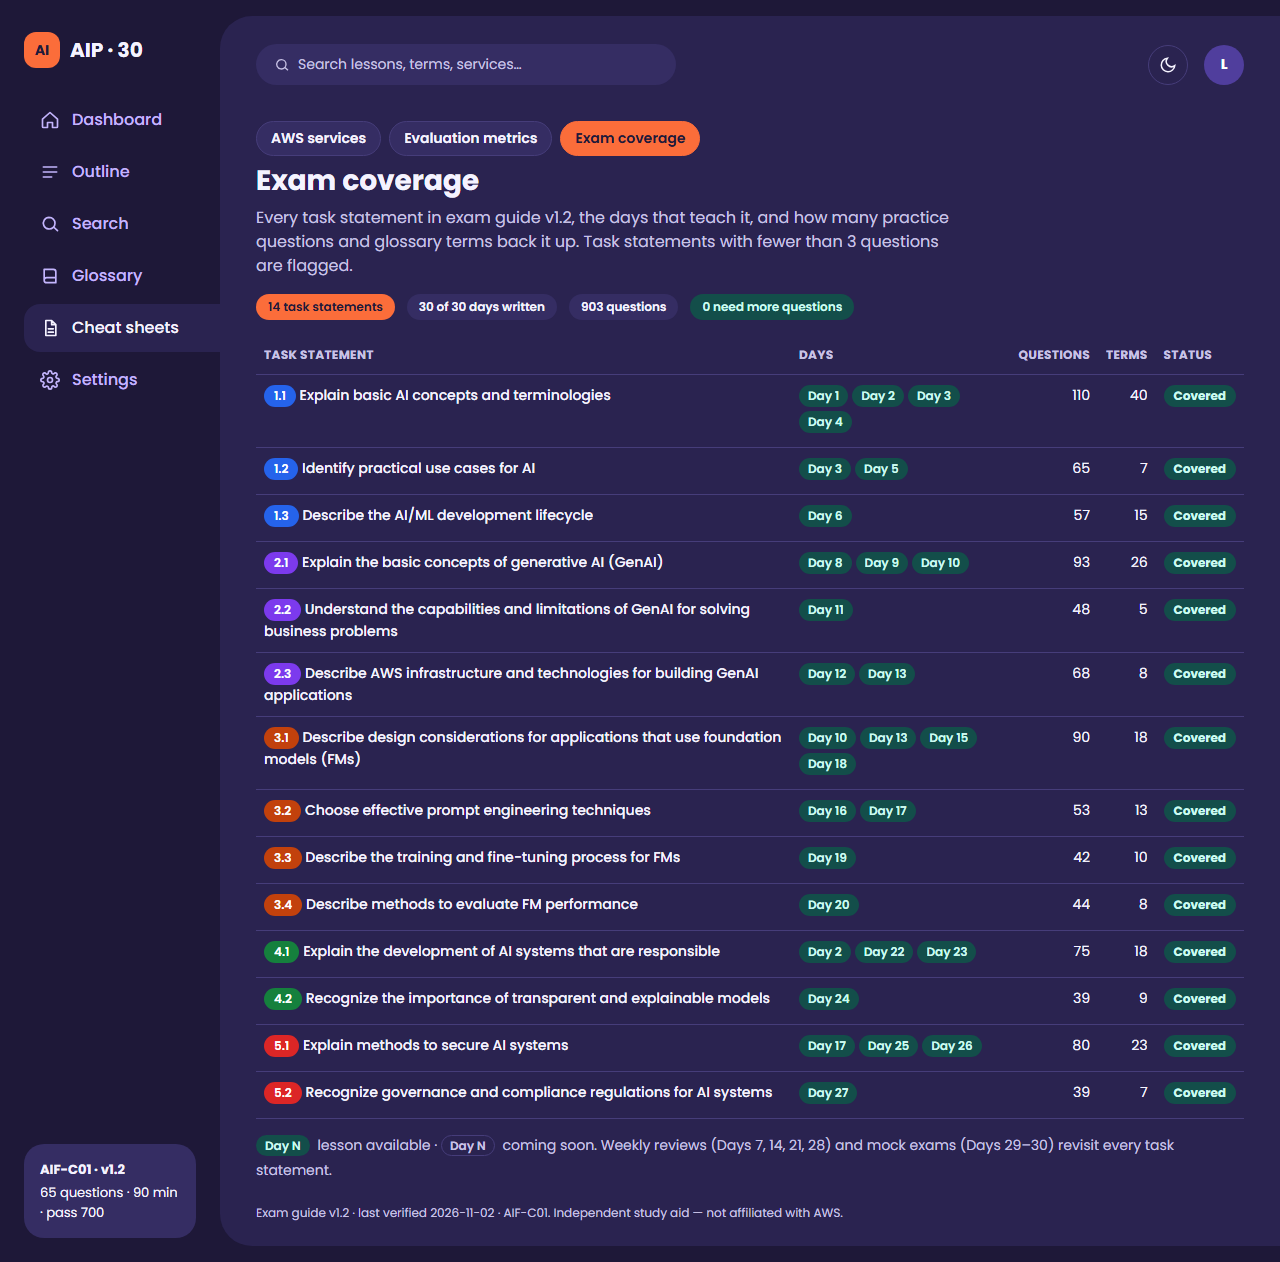 AI AIP · 30
Search lessons, terms, services...
L
Dashboard
Outline
Search
Glossary
Cheat sheets
Settings
AWS services Evaluation metrics Exam coverage
Exam coverage
Every task statement in exam guide v1.2, the days that teach it, and how many practice
questions and glossary terms back it up. Task statements with fewer than 3 questions
are flagged.
14 task statements 30 of 30 days written 903 questions 0 need more questions
TASK STATEMENT DAYS QUESTIONS TERMS STATUS
1.1 Explain basic AI concepts and terminologies Day 1 Day 2 Day 3 110 40 Covered
Day 4
1.2 Identify practical use cases for AI Day 3 Day 5 65 7 Covered
1.3 Describe the AI/ML development lifecycle Day 6 57 15 Covered
2.1 Explain the basic concepts of generative AI (GenAI) Day 8 Day 9 Day 10 93 26 Covered
2.2 Understand the capabilities and limitations of GenAI for solving Day 11 48 5 Covered
business problems
2.3 Describe AWS infrastructure and technologies for building GenAI Day 12 Day 13 68 8 Covered
applications
3.1 Describe design considerations for applications that use foundation Day 10 Day 13 Day 15 90 18 Covered
models (FMs) Day 18
3.2 Choose effective prompt engineering techniques Day 16 Day 17 53 13 Covered
3.3 Describe the training and fine-tuning process for FMs Day 19 42 10 Covered
3.4 Describe methods to evaluate FM performance Day 20 44 8 Covered
4.1 Explain the development of AI systems that are responsible Day 2 Day 22 Day 23 75 18 Covered
4.2 Recognize the importance of transparent and explainable models Day 24 39 9 Covered
5.1 Explain methods to secure AI systems Day 17 Day 25 Day 26 80 23 Covered
5.2 Recognize governance and compliance regulations for AI systems Day 27 39 7 Covered
Day N lesson available · Day N coming soon. Weekly reviews (Days 7, 14, 21, 28) and mock exams (Days 29–30) revisit every task
statement.
Exam guide v1.2 · last verified 2026-11-02 · AIF-C01. Independent study aid — not affiliated with AWS.
AIF-C01 · v1.2
65 questions · 90 min
· pass 700